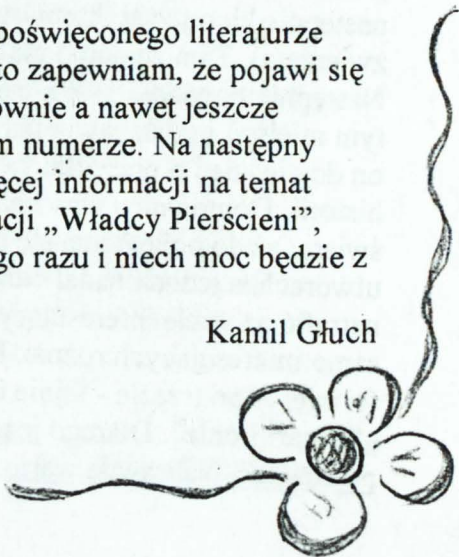 poświęconego literaturze
to zapewniam, że pojawi się
ownie a nawet jeszcze
m numerze. Na następny
ęcej informacji na temat
acji „Władcy Pierścieni”,
go razu i niech moc będzie z
Kamil Głuch